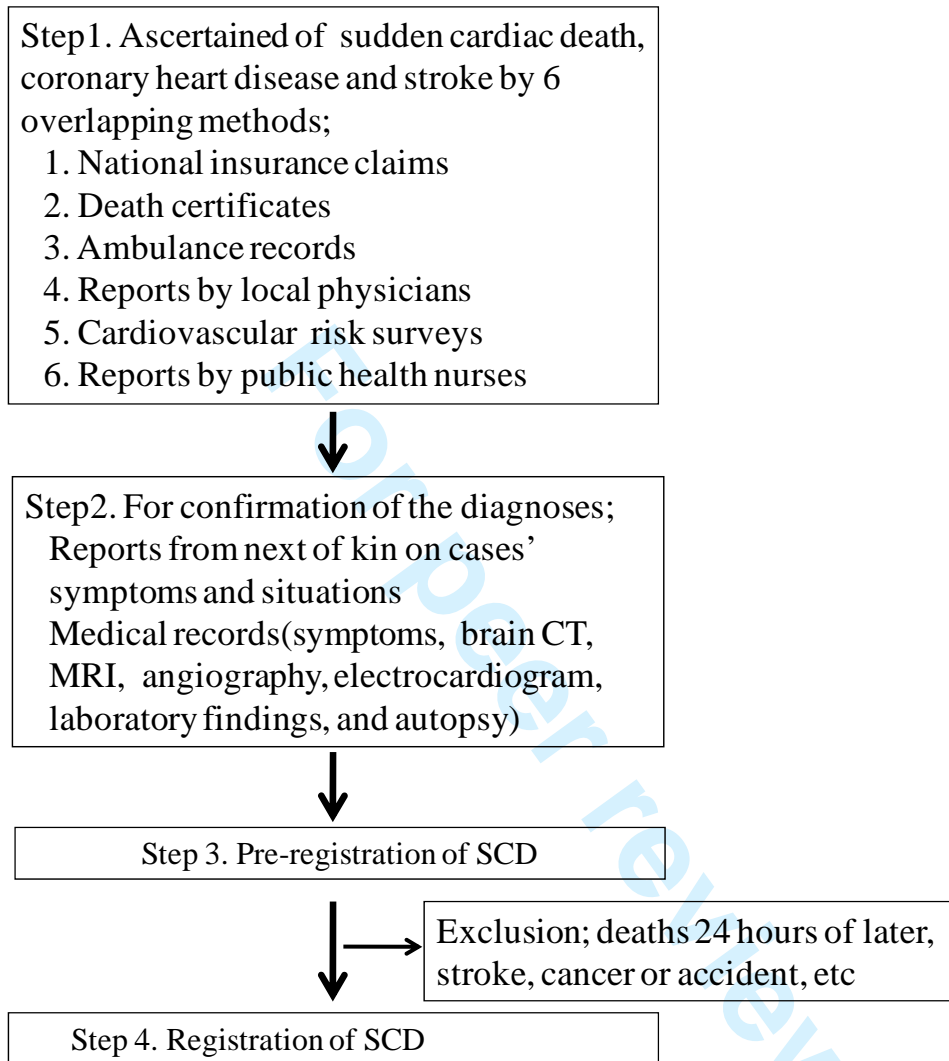 Step1. Ascertained of sudden cardiac death,
coronary heart disease and stroke by 6
overlapping methods;
1. National insurance claims
2. Death certificates
3. Ambulance records
4. Reports by local physicians
5. Cardiovascular risk surveys
6. Reports by public health nurses
Step2. For confirmation of the diagnoses;
Reports from next of kin on cases’
symptoms and situations
Medical records(symptoms, brain CT,
MRI, angiography, electrocardiogram,
laboratory findings, and autopsy)
Step 3. Pre-registration of SCD
Exclusion; deaths 24 hours of later,
stroke, cancer or accident, etc
Step 4. Registration of SCD
For peer review